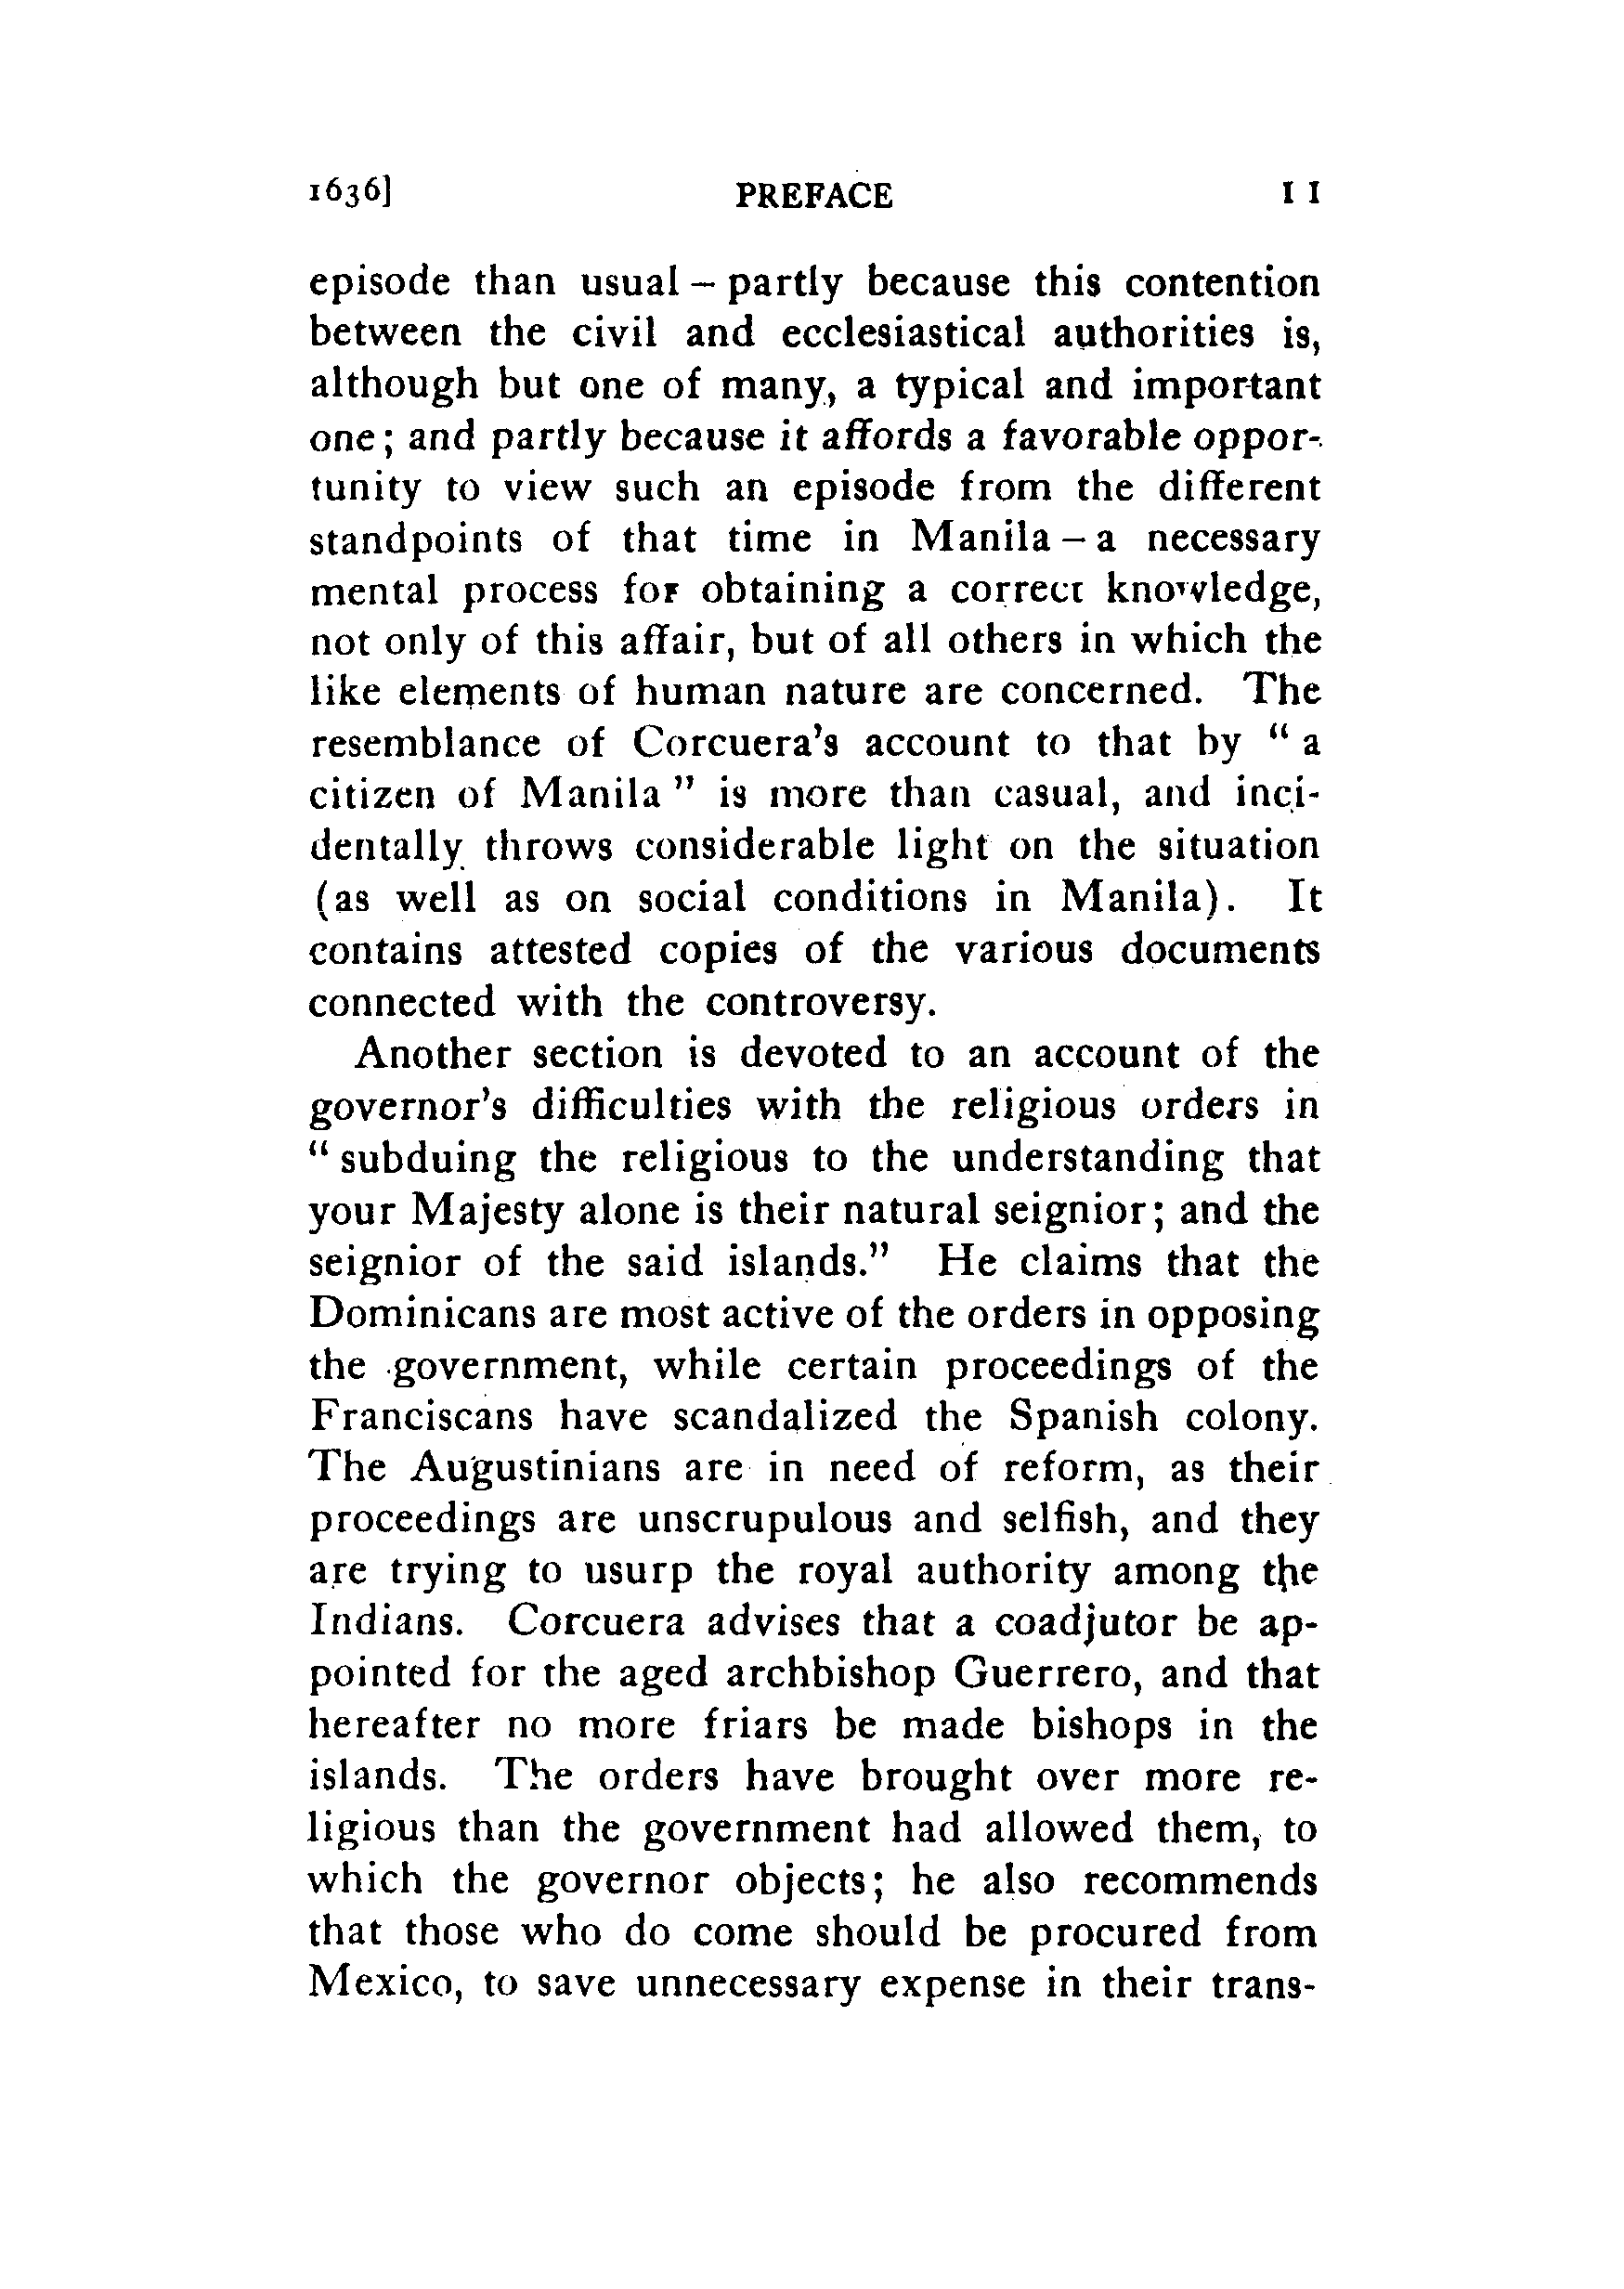 1636] PREFACE 11
episode than usual – partly because this contention
between the civil and ecclesiastical authorities is,
although but one of many, a typical and important
one; and partly because it affords a favorable oppor-
tunity to view such an episode from the different
standpoints of that time in Manila – a necessary
mental process for obtaining a correct knowledge,
not only of this affair, but of all others in which the
like elements of human nature are concerned. The
resemblance of Corcuera's account to that by " a
citizen of Manila " is more than casual, and inci-
dentally throws considerable light on the situation
(as well as on social conditions in Manila). It
contains attested copies of the various documents
connected with the controversy.
Another section is devoted to an account of the
governor's difficulties with the religious orders in
" subduing the religious to the understanding that
your Majesty alone is their natural seignior; and the
seignior of the said islands." He claims that the
Dominicans are most active of the orders in opposing
the government, while certain proceedings of the
Franciscans have scandalized the Spanish colony.
The Augustinians are in need of reform, as their
proceedings are unscrupulous and selfish, and they
are trying to usurp the royal authority among the
Indians. Corcuera advises that a coadjutor be ap-
pointed for the aged archbishop Guerrero, and that
hereafter no more friars be made bishops in the
islands. The orders have brought over more re-
ligious than the government had allowed them, to
which the governor objects; he also recommends
that those who do come should be procured from
Mexico, to save unnecessary expense in their trans-